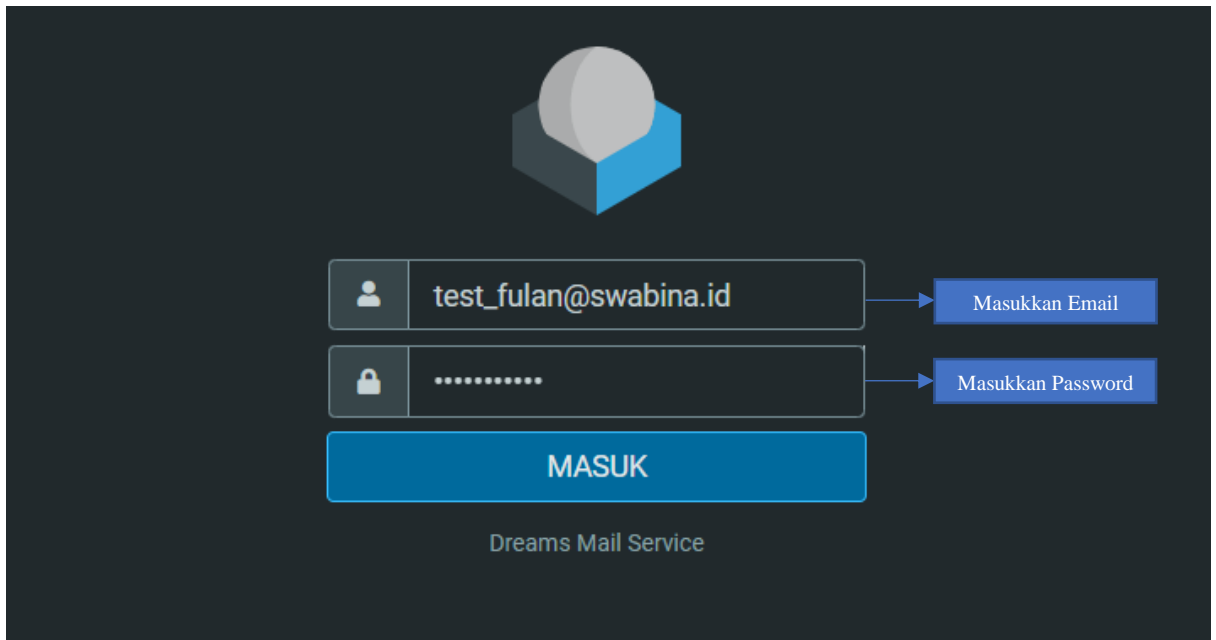 test_fulan@swabina.id
Masukkan Email
•••••••••••
Masukkan Password
MASUK
Dreams Mail Service